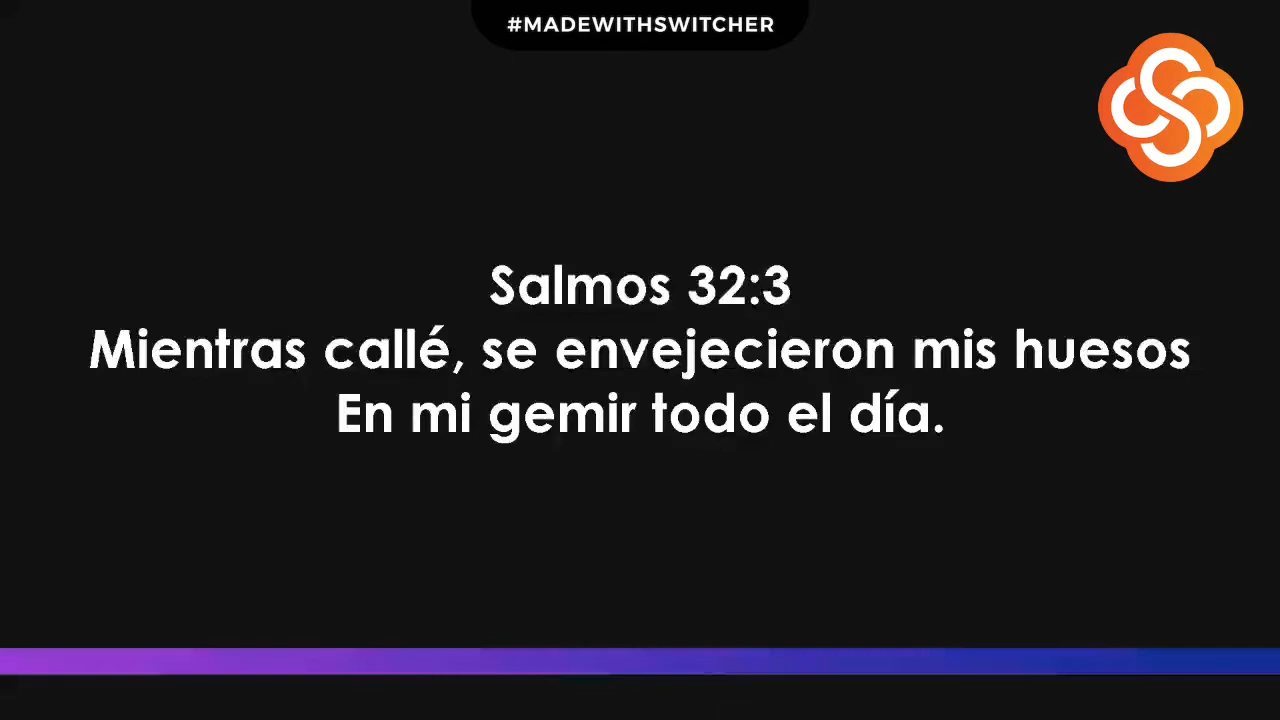 #MADEWITHSWITCHER
Salmos 32:3
Mientras callé, se envejecieron mis huesos
En mi gemir todo el día.